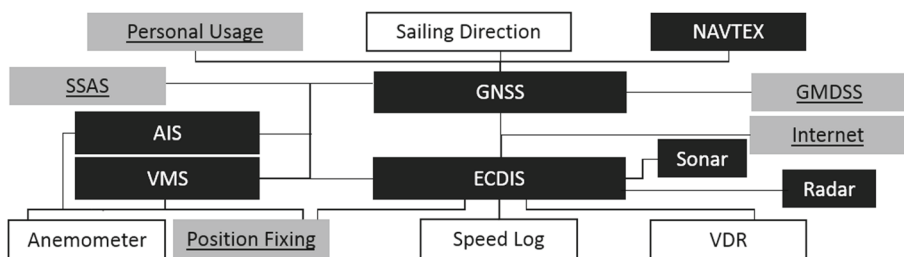 Personal Usage
Sailing Direction
NAVTEX
SSAS
GNSS
GMDSS
AIS
Internet
VMS
ECDIS
Sonar
Radar
Anemometer
Position Fixing
Speed Log
VDR